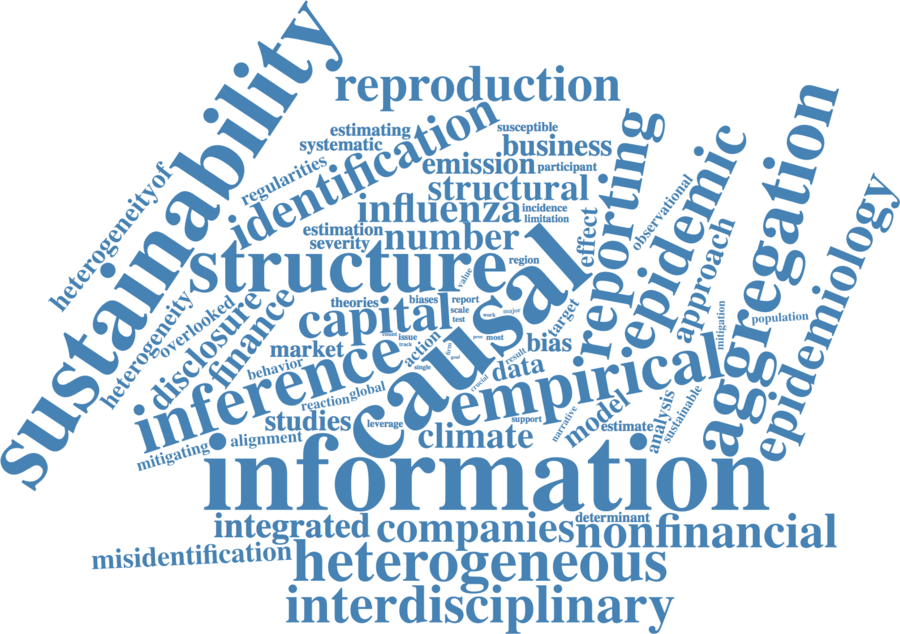 sustainability
reproduction
estimating
identification
susceptible
systematic
business
regularities
emission
participant
heterogeneityof
structural
influenza
incidence
limitation
reporting
epidemic
aggregation
observational
effect
estimation
severity
number
structure
region
value
causal
approach
epidemiology
heterogeneity
overlooked
disclosure
finance
theories
biases
report
scale
test
capital
work
major
target
mitigation
population
market
behavior
inference
issue
track
action
firm
goal
most
bias
single
result
data
crucial
empirical
reaction
global
studies
leverage
support
narrative
model
estimate
analysis
sustainable
mitigating
alignment
climate
information
integrated
companies
determinant
nonfinancial
misidentification
heterogeneous
interdisciplinary